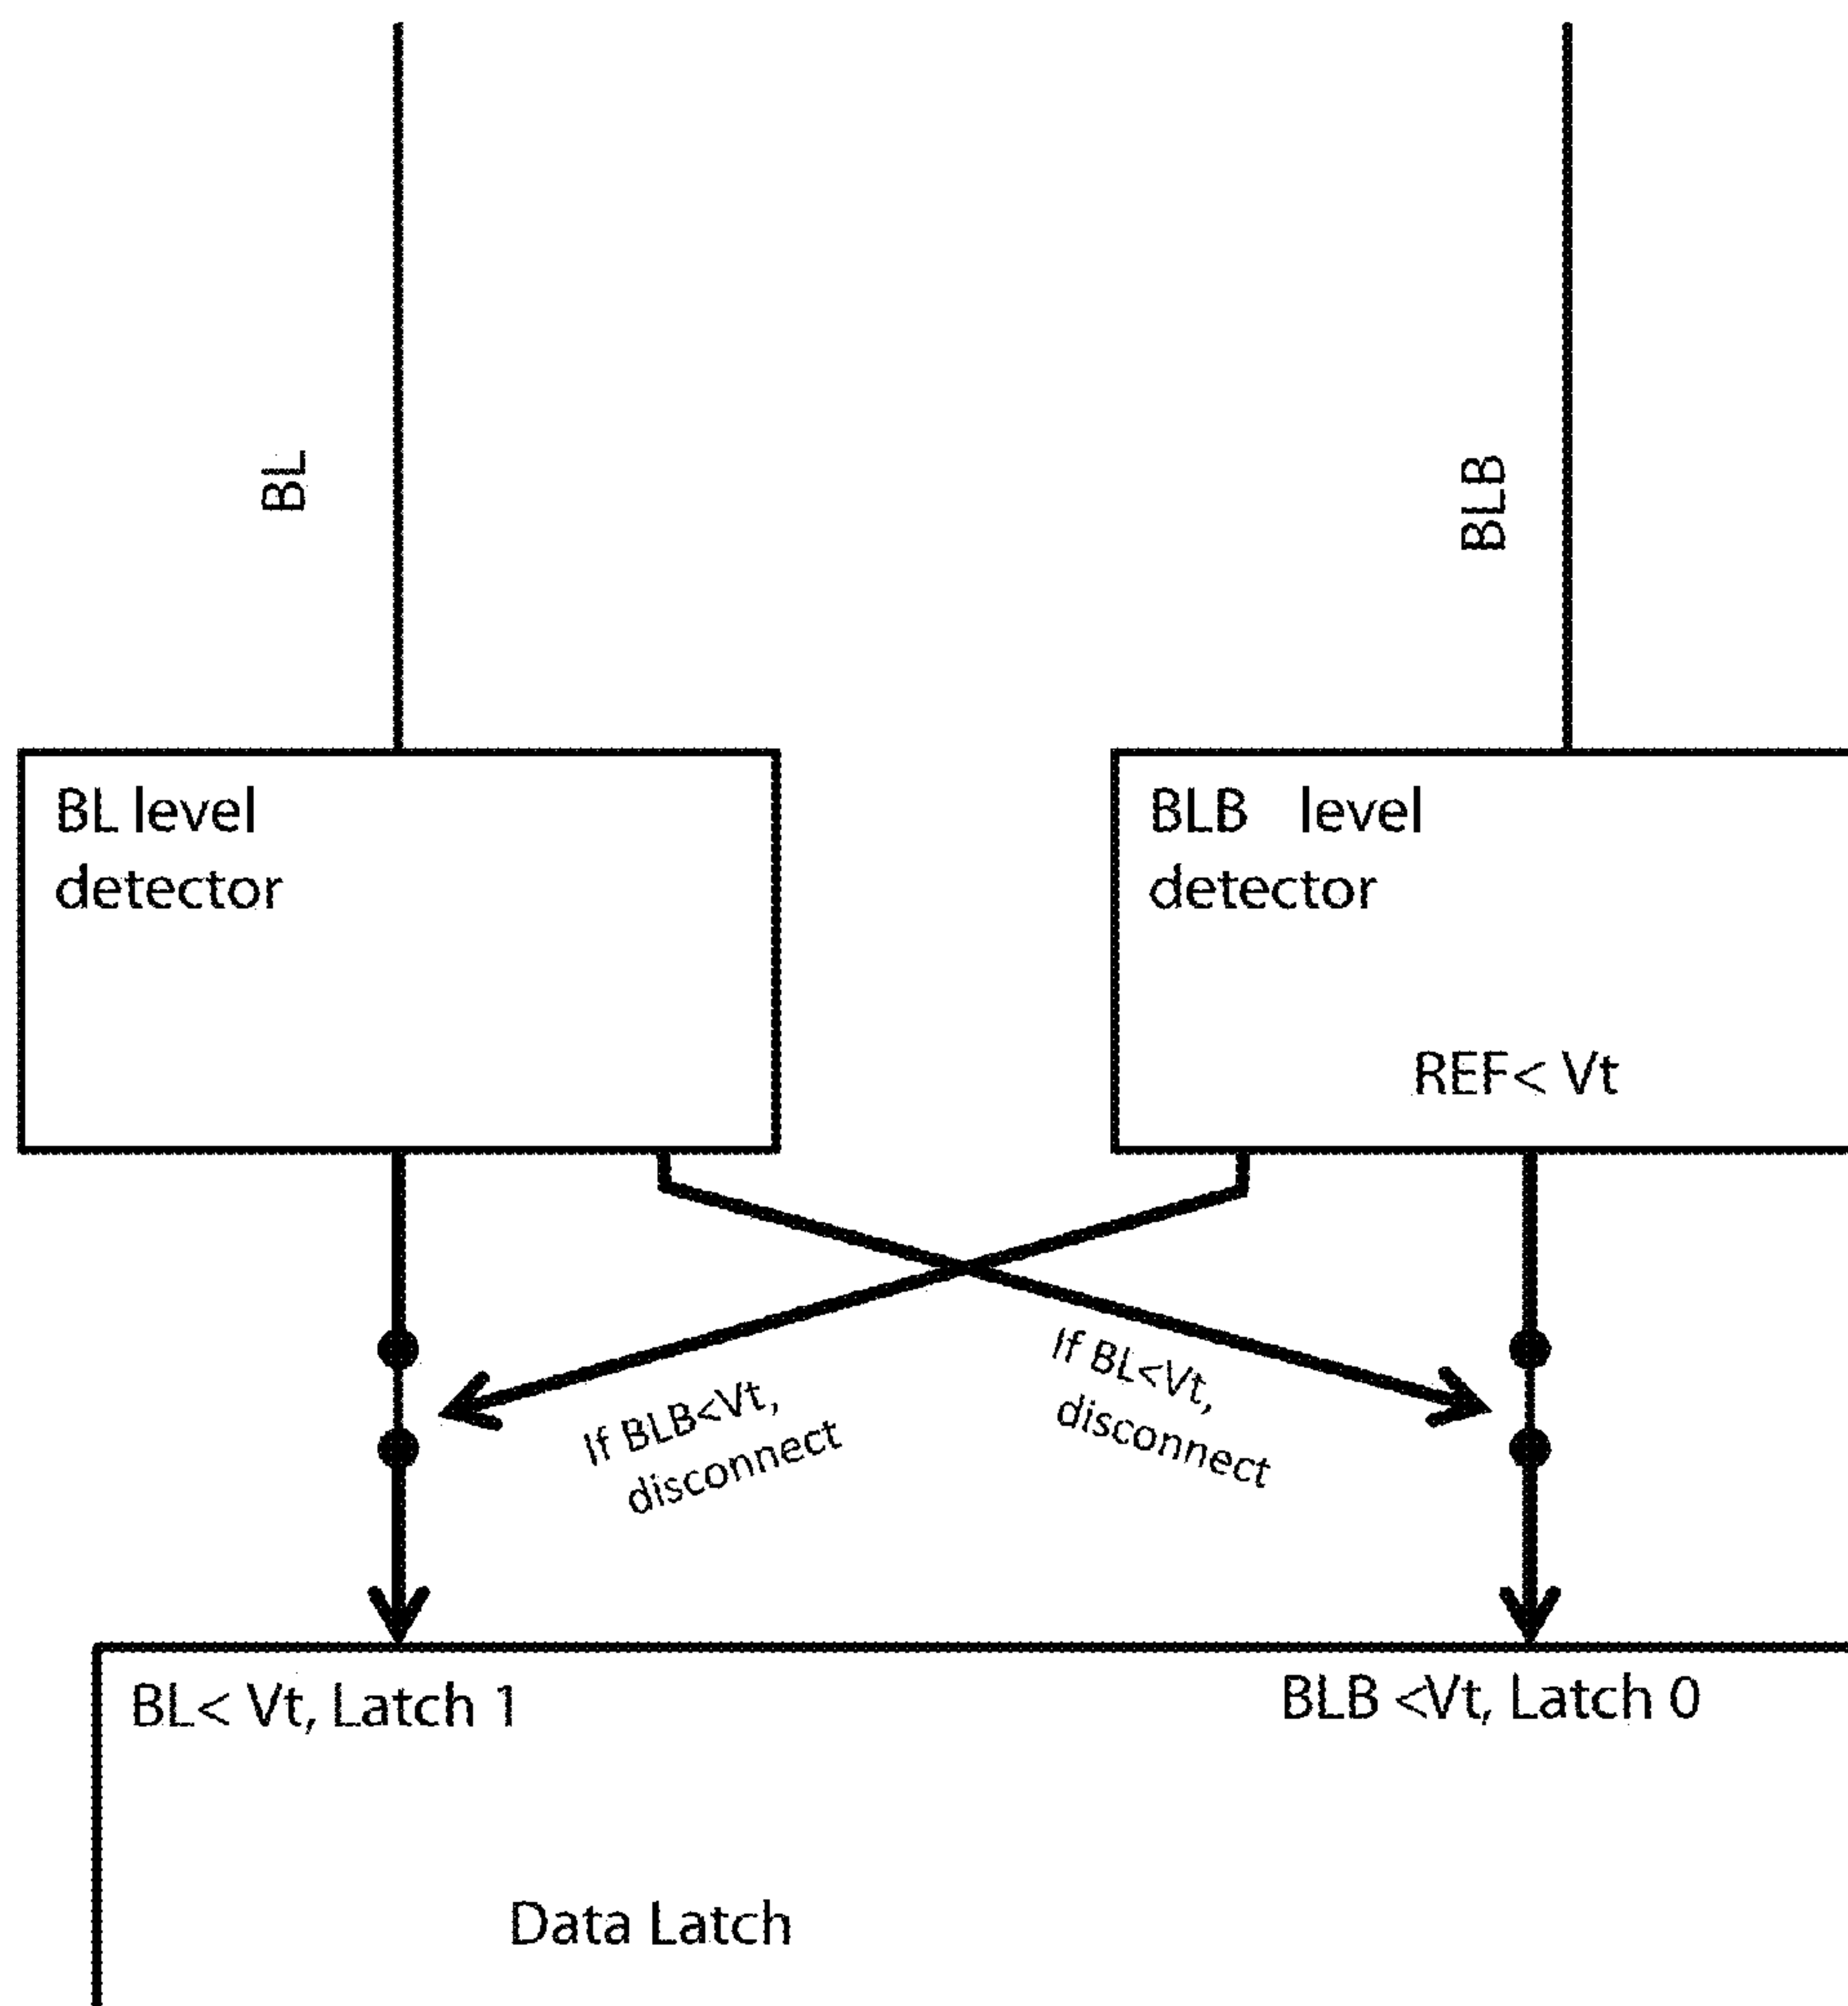 BL
BLB
BL level
detector
BLB level
detector
REF< Vt
If BLB<Vt,
disconnect
If BL<Vt,
disconnect
BL< Vt, Latch 1
BLB <Vt, Latch 0
Data Latch